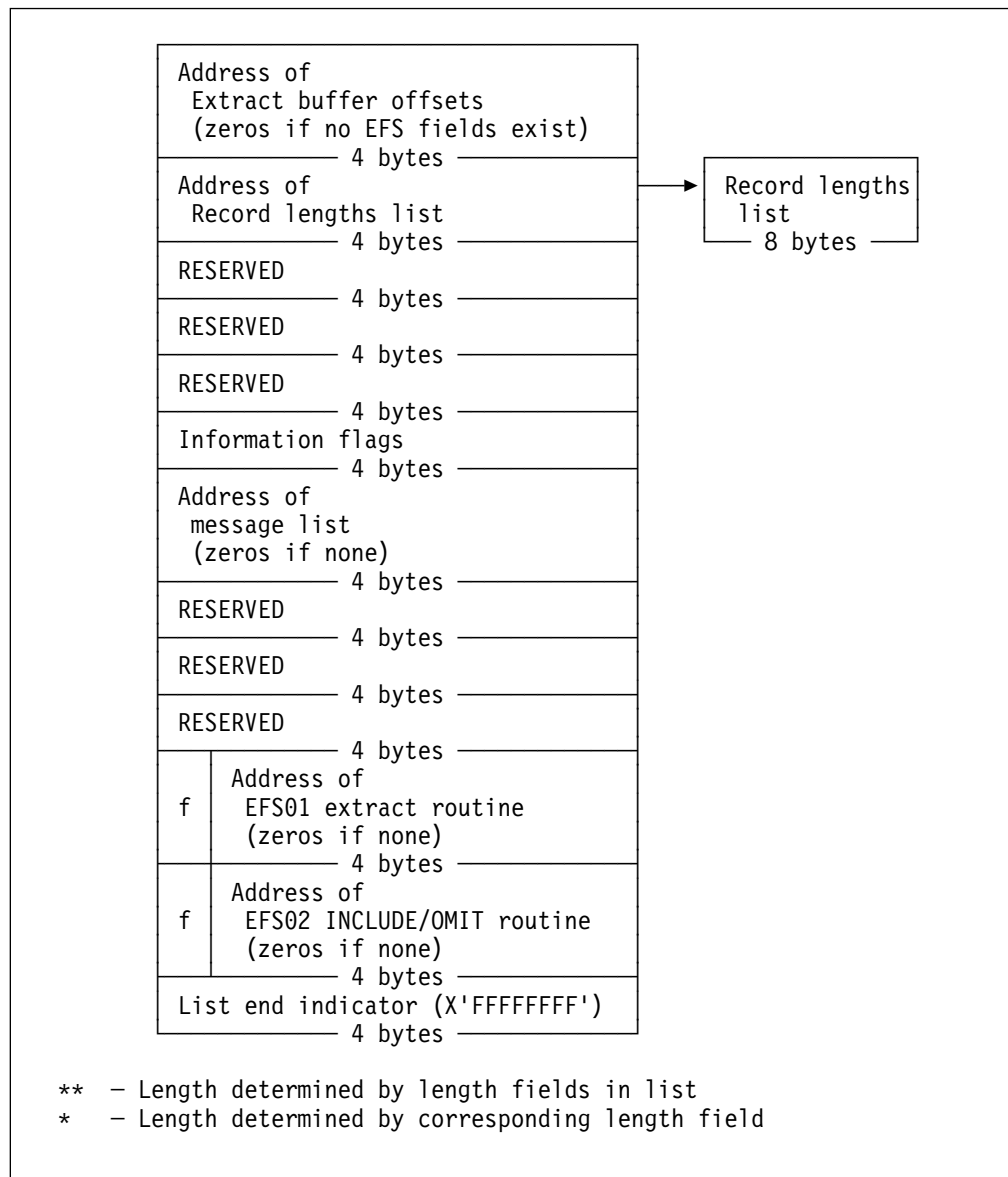 Address of
Extract buffer offsets
(zeros if no EFS fields exist)
4 bytes
Address of
Record lengths list
4 bytes
Record lengths
list
8 bytes
RESERVED
4 bytes
RESERVED
4 bytes
RESERVED
4 bytes
Information flags
4 bytes
Address of
message list
(zeros if none)
4 bytes
RESERVED
4 bytes
RESERVED
4 bytes
RESERVED
4 bytes
f
Address of
EFS01 extract routine
(zeros if none)
4 bytes
f
Address of
EFS02 INCLUDE/OMIT routine
(zeros if none)
4 bytes
List end indicator (X'FFFFFFFF')
4 bytes
** — Length determined by length fields in list
* — Length determined by corresponding length field